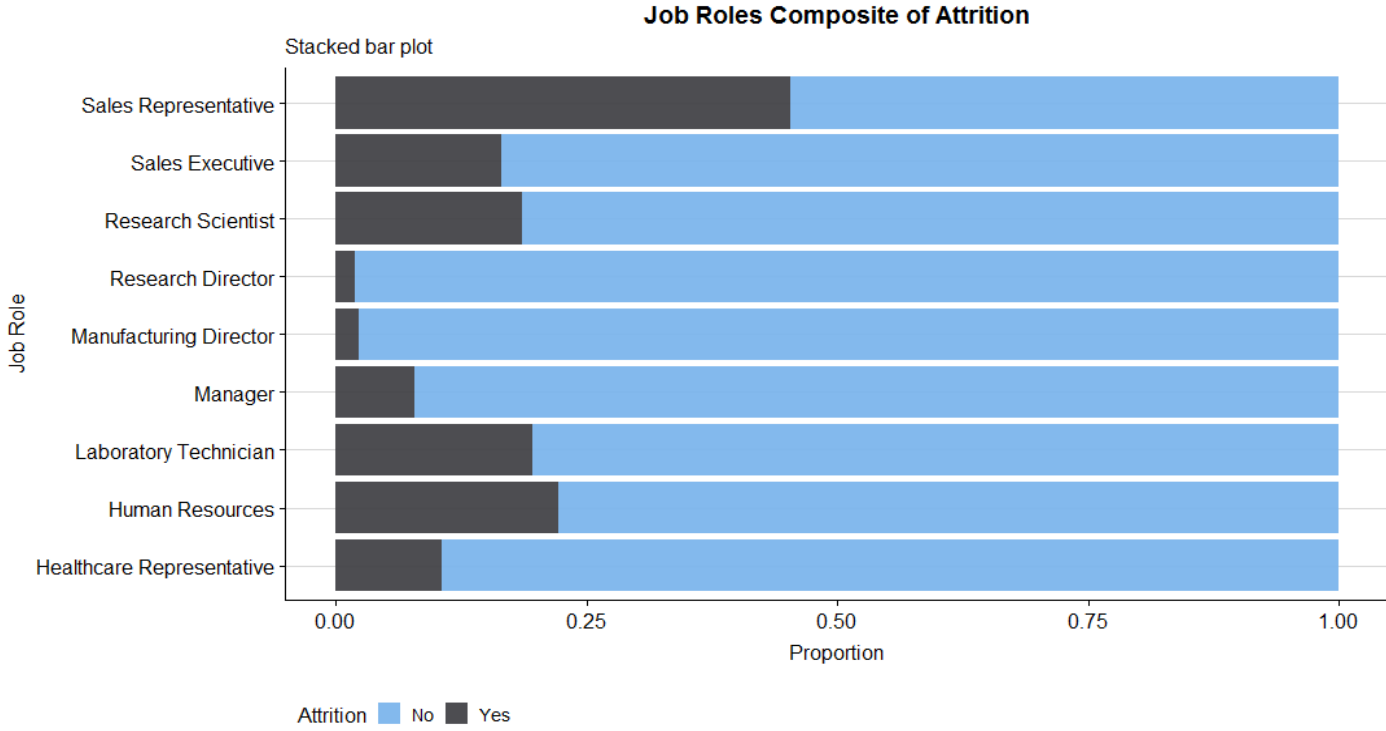 Job Roles Composite of Attrition
Stacked bar plot
Job Role
Sales Representative
Sales Executive
Research Scientist
Research Director
Manufacturing Director
Manager
Laboratory Technician
Human Resources
Healthcare Representative
0.00 0.25 0.50 0.75 1.00
Proportion
Attrition No Yes